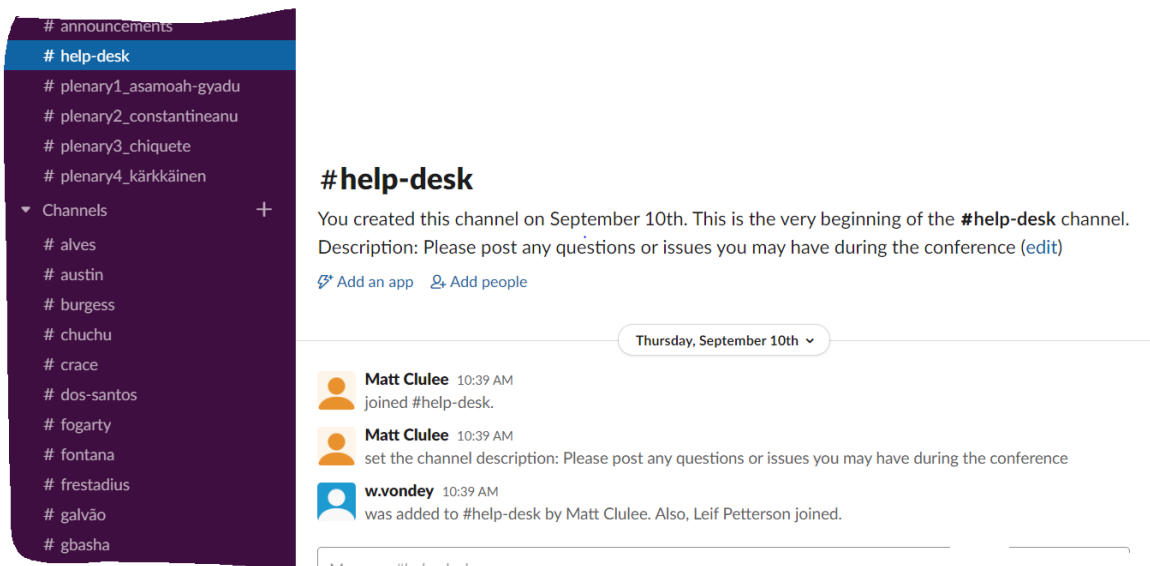 # announcements
# help-desk
# plenary1_asamoah-gyadu
# plenary2_constantineanu
# plenary3_chiquete
# plenary4_kärkkäinen
Channels
# alves
# austin
# burgess
# chuchu
# crace
# dos-santos
# fogarty
# fontana
# frestadius
# galvão
# gbasha
#help-desk
You created this channel on September 10th. This is the very beginning of the #help-desk channel.
Description: Please post any questions or issues you may have during the conference (edit)
Add an app Add people
Thursday, September 10th
Matt Clulee 10:39 AM
joined #help-desk.
Matt Clulee 10:39 AM
set the channel description: Please post any questions or issues you may have during the conference
w.vondey 10:39 AM
was added to #help-desk by Matt Clulee. Also, Leif Petterson joined.